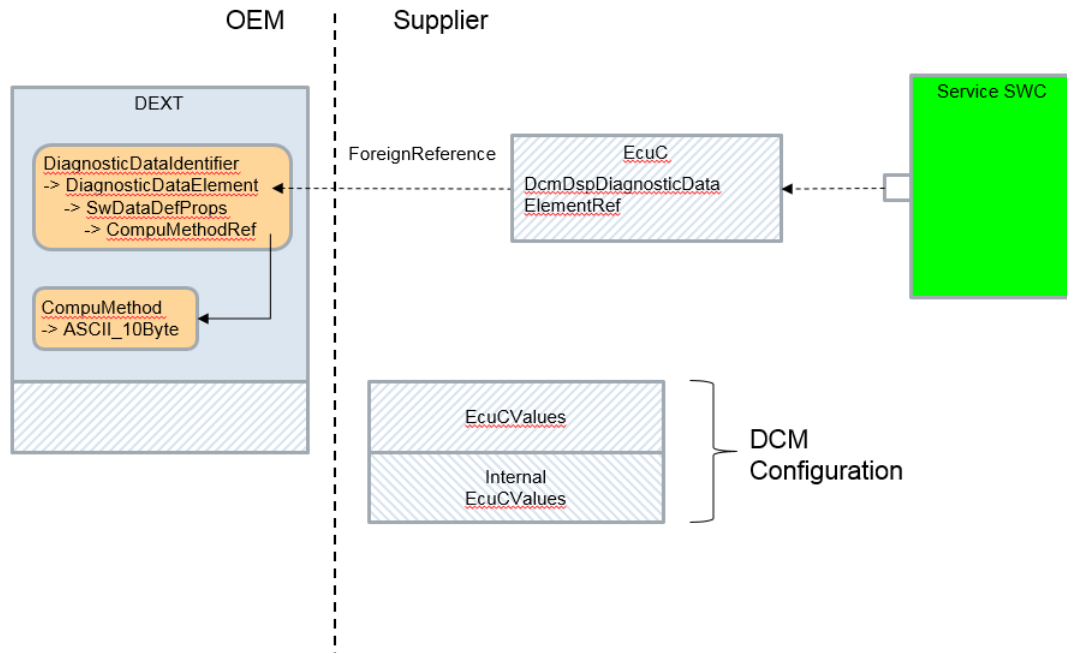 OEM
Supplier
DEXT
DiagnosticDataIdentifier
-> DiagnosticDataElement
-> SwDataDefProps
-> CompuMethodRef
CompuMethod
-> ASCII_10Byte
ForeignReference
EcuC
DcmDspDiagnosticData
ElementRef
Service SWC
EcuCValues
Internal
EcuCValues
DCM
Configuration